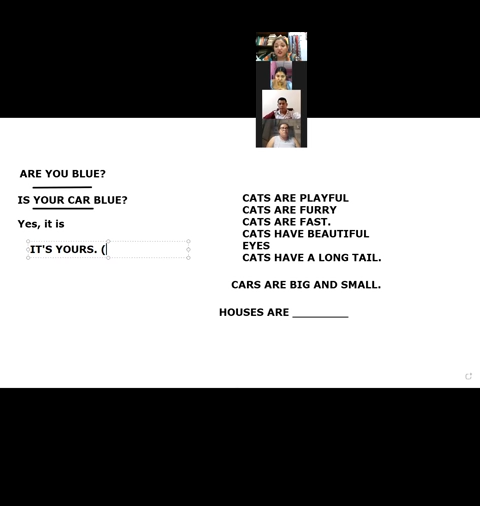 ARE YOU BLUE?
IS YOUR CAR BLUE?
Yes, it is
IT'S YOURS. (
CATS ARE PLAYFUL
CATS ARE FURRY
CATS ARE FAST.
CATS HAVE BEAUTIFUL
EYES
CATS HAVE A LONG TAIL.
CARS ARE BIG AND SMALL.
HOUSES ARE __________